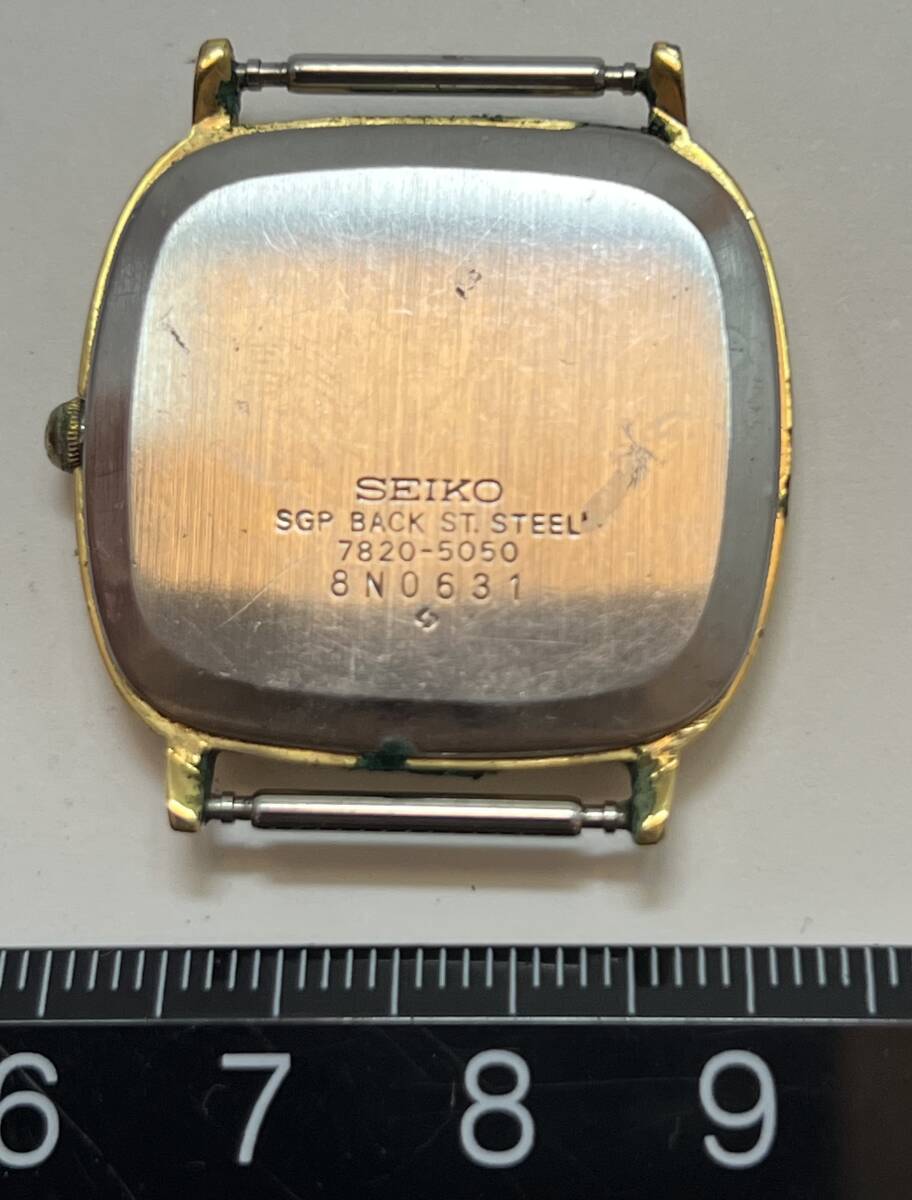 SEIKO
SGP BACK ST. STEEL
7820-5050
8N0631
6 7 8 9